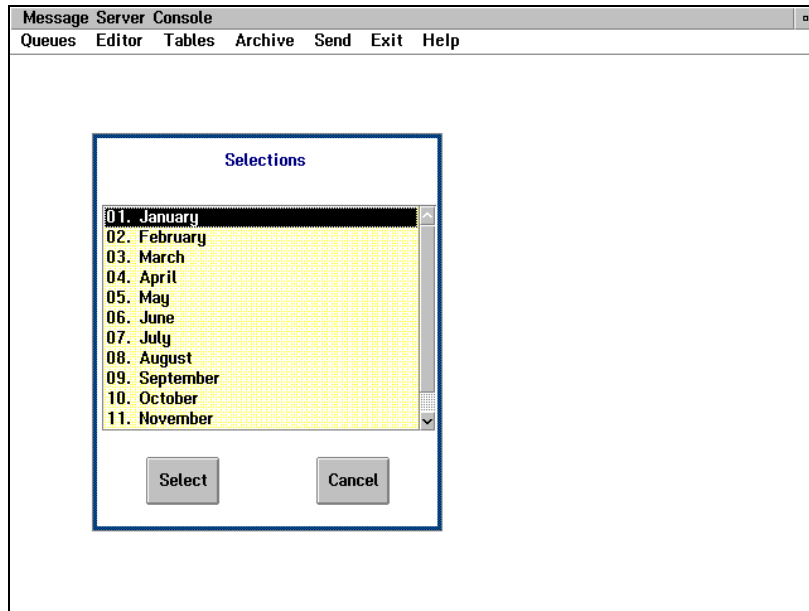 Message Server Console
Queues Editor Tables Archive Send Exit Help
Selections
01. January
02. February
03. March
04. April
05. May
06. June
07. July
08. August
09. September
10. October
11. November
Select Cancel